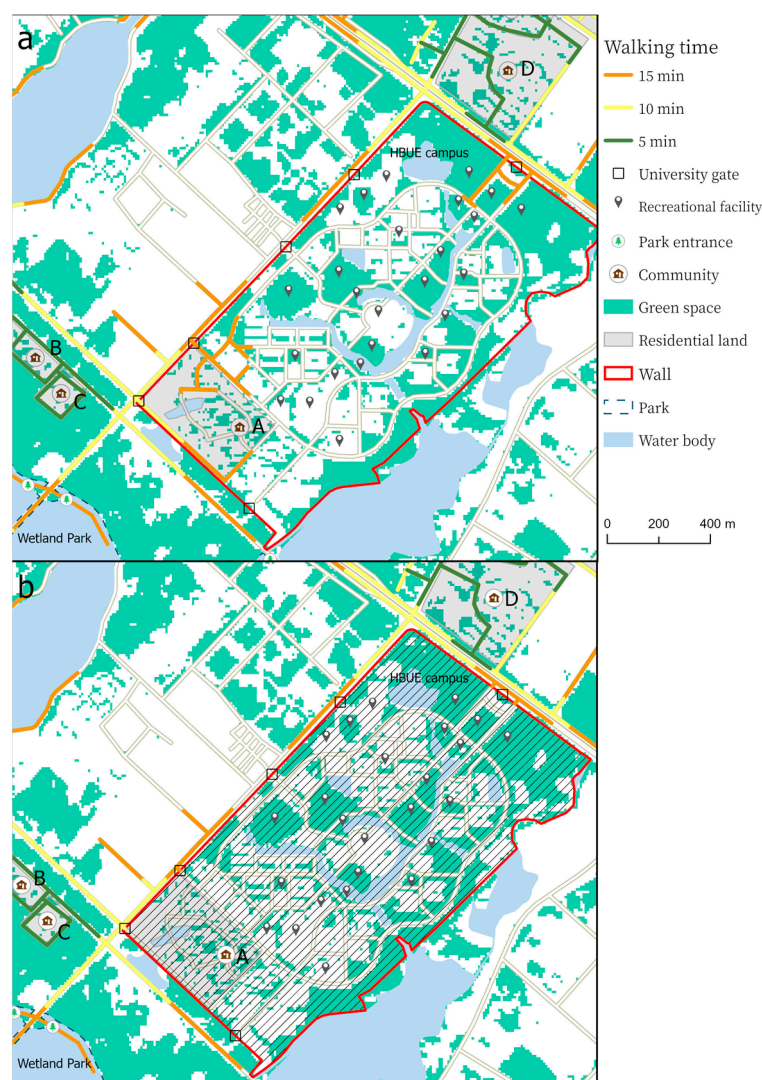 a
D
HBUE campus
B
C
A
Wetland Park
b
D
HBUE campus
B
C
A
Wetland Park
Walking time
15 min
10 min
5 min
University gate
Recreational facility
Park entrance
Community
Green space
Residential land
Wall
Park
Water body
0 200 400 m